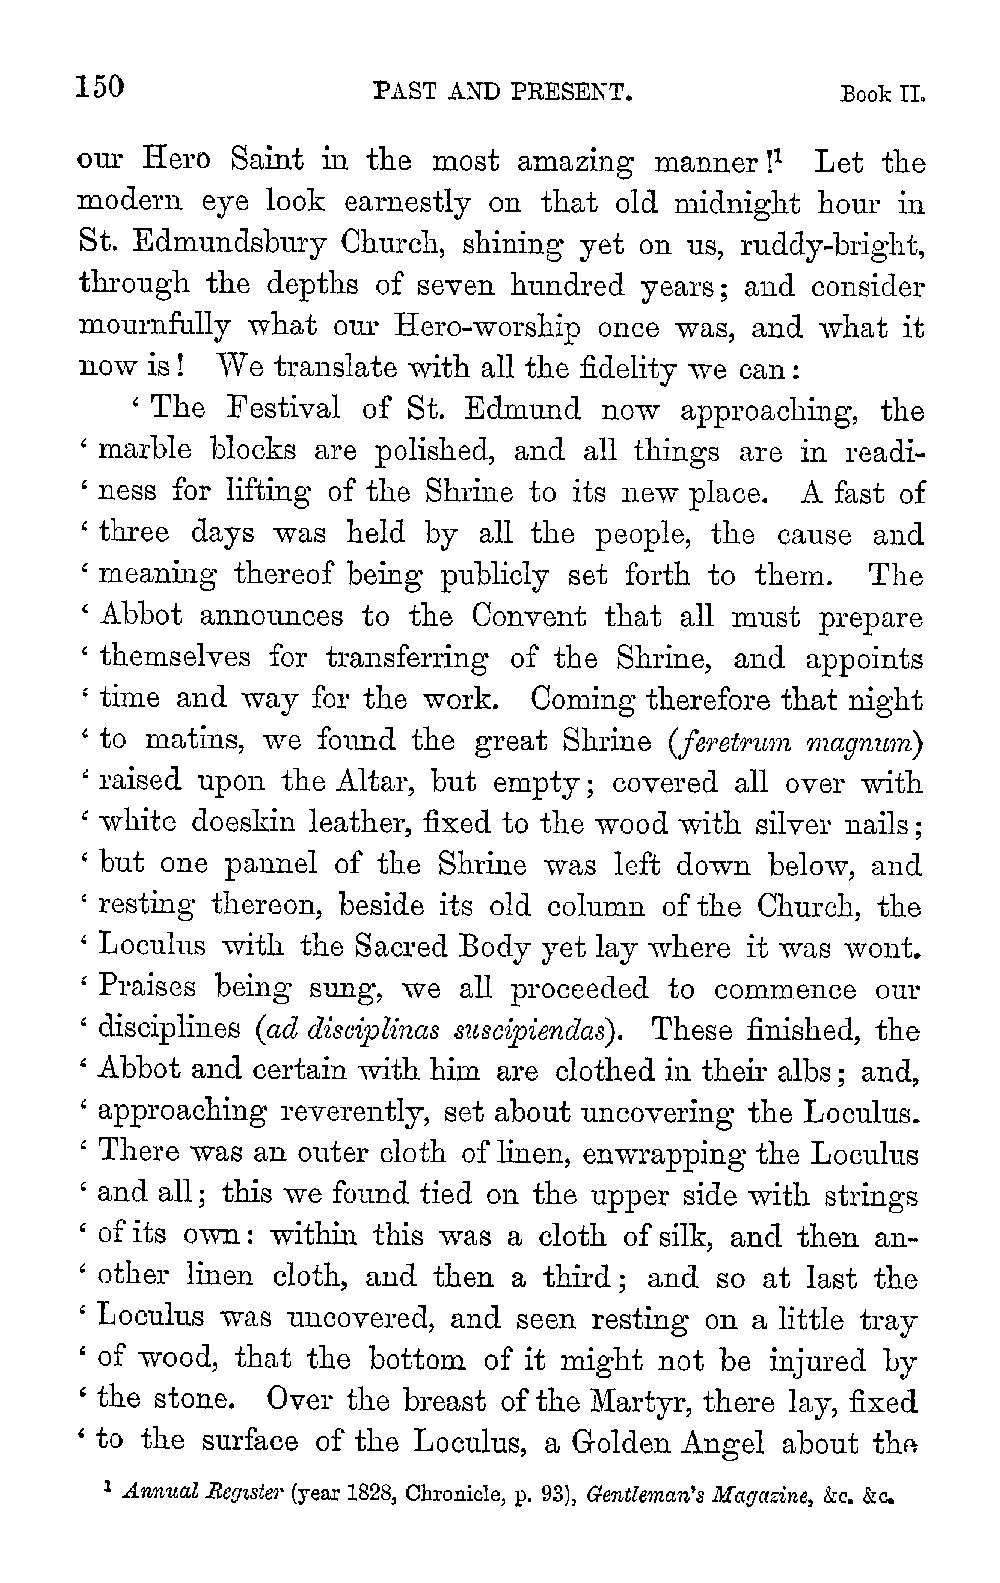 150 PAST AND PRESENT. Book II.
our Hero Saint in the most amazing manner!¹ Let the
modern eye look earnestly on that old midnight hour in
St. Edmundsbury Church, shining yet on us, ruddy-bright,
through the depths of seven hundred years; and consider
mournfully what our Hero-worship once was, and what it
now is! We translate with all the fidelity we can:
‘ The Festival of St. Edmund now approaching, the
‘ marble blocks are polished, and all things are in readi-
‘ ness for lifting of the Shrine to its new place. A fast of
‘ three days was held by all the people, the cause and
‘ meaning thereof being publicly set forth to them. The
‘ Abbot announces to the Convent that all must prepare
‘ themselves for transferring of the Shrine, and appoints
‘ time and way for the work. Coming therefore that night
‘ to matins, we found the great Shrine (feretrum magnum)
‘ raised upon the Altar, but empty; covered all over with
‘ white doeskin leather, fixed to the wood with silver nails;
‘ but one pannel of the Shrine was left down below, and
‘ resting thereon, beside its old column of the Church, the
‘ Loculus with the Sacred Body yet lay where it was wont.
‘ Praises being sung, we all proceeded to commence our
‘ disciplines (ad disciplinas suscipiendas). These finished, the
‘ Abbot and certain with him are clothed in their albs; and,
‘ approaching reverently, set about uncovering the Loculus.
‘ There was an outer cloth of linen, enwrapping the Loculus
‘ and all; this we found tied on the upper side with strings
‘ of its own: within this was a cloth of silk, and then an-
‘ other linen cloth, and then a third; and so at last the
‘ Loculus was uncovered, and seen resting on a little tray
‘ of wood, that the bottom of it might not be injured by
‘ the stone. Over the breast of the Martyr, there lay, fixed
‘ to the surface of the Loculus, a Golden Angel about the
¹ Annual Register (year 1828, Chronicle, p. 93), Gentleman's Magazine, &c. &c.